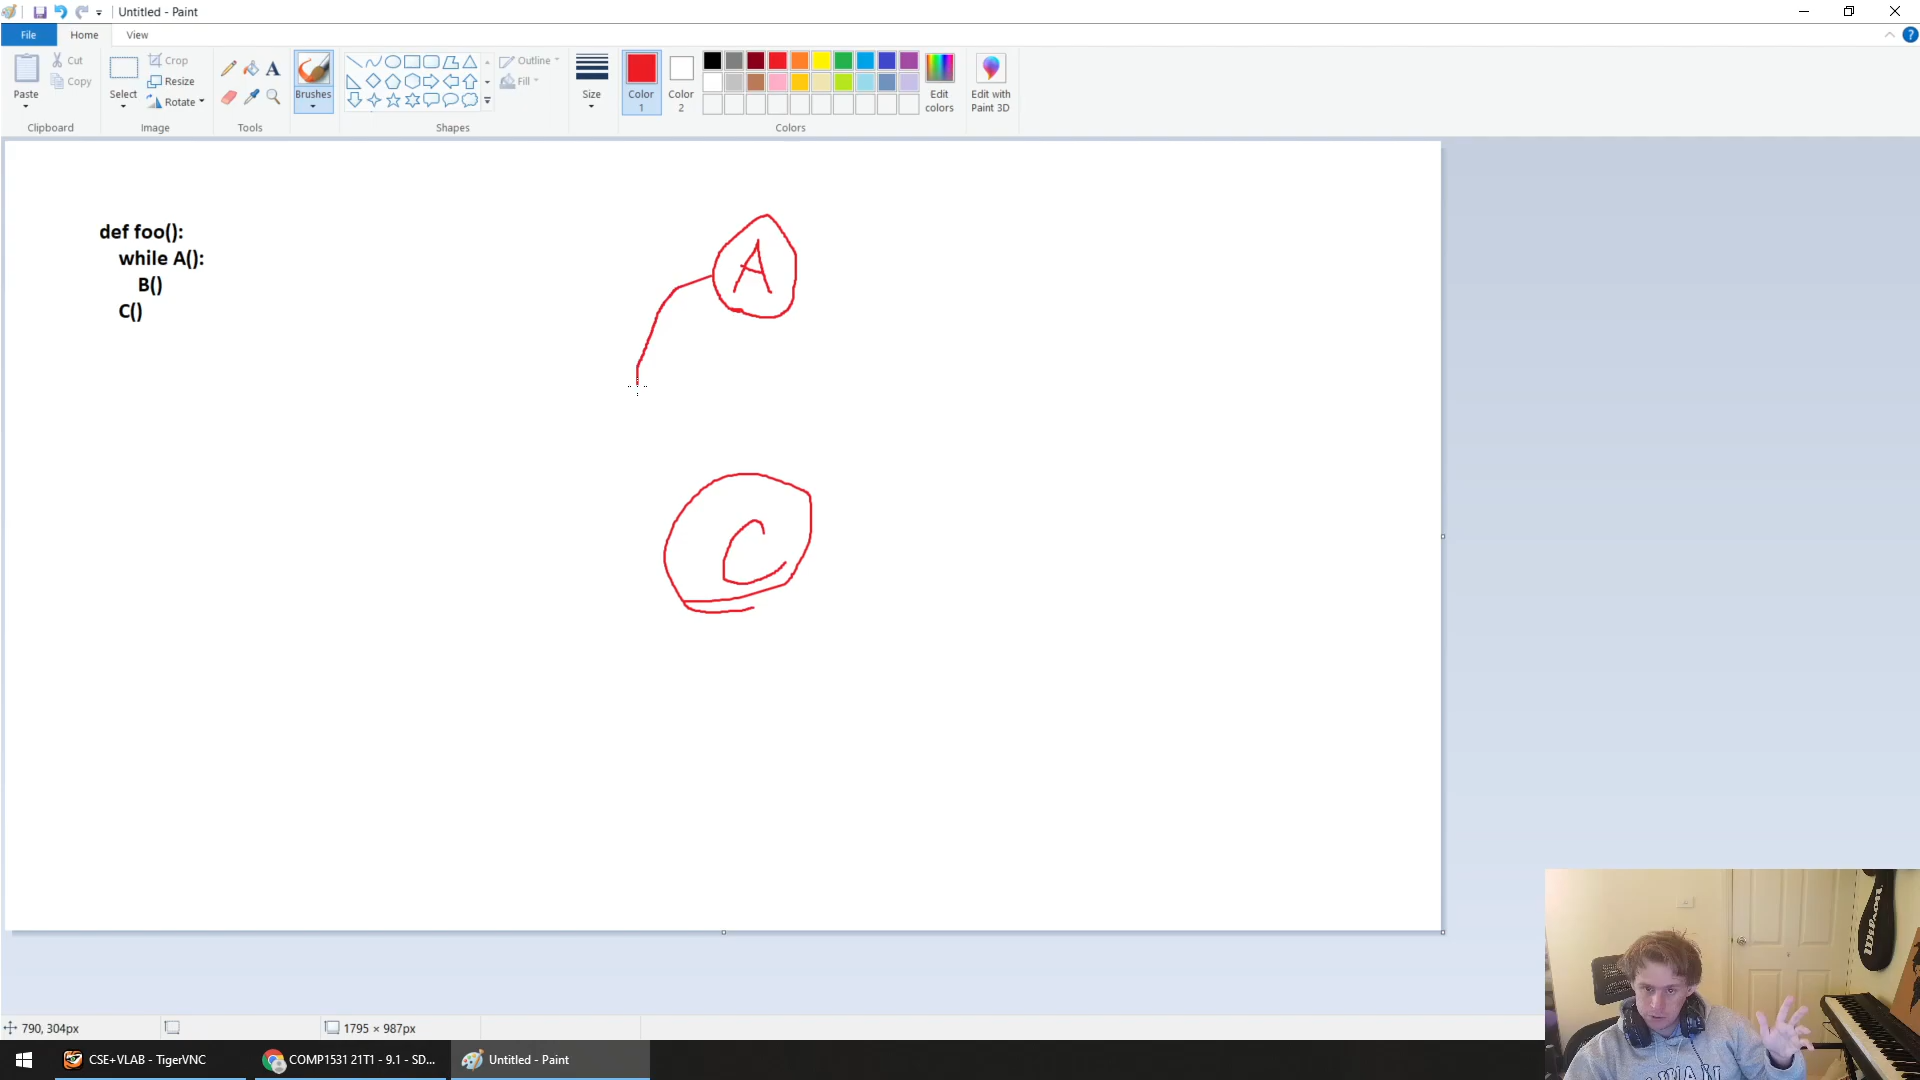 Untitled - Paint
File
Home
View
Paste
Cut
Copy
Clipboard
Select
Crop
Resize
Rotate
Image
Tools
Brushes
Shapes
Outline
Fill
Size
Color
1
Color
2
Edit
colors
Edit with
Paint 3D
Colors
def foo():
while A():
B()
C()
A
C
Wilson
790, 304px
1795 × 987px
CSE+VLAB - TigerVNC
COMP1531 21T1 - 9.1 - SD...
Untitled - Paint